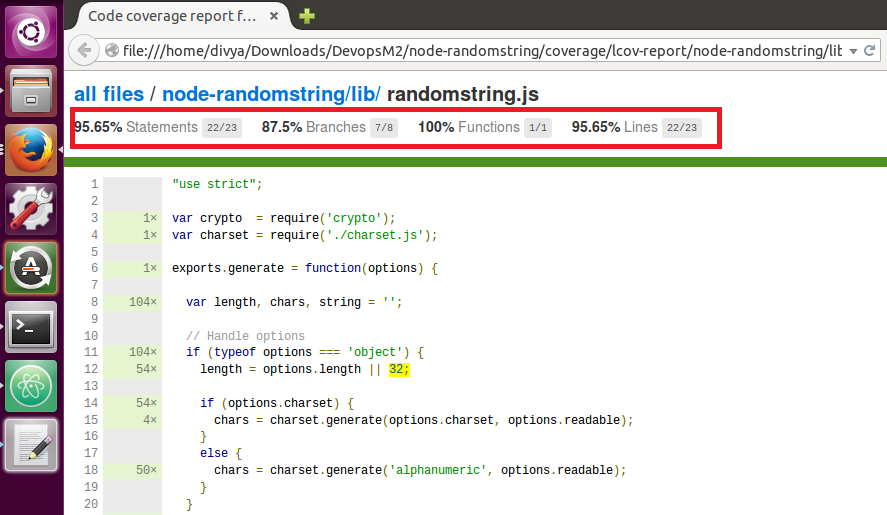 Code coverage report f...
file:///home/divya/Downloads/DevopsM2/node-randomstring/coverage/lcov-report/node-randomstring/lib
all files / node-randomstring/lib/ randomstring.js
95.65% Statements 22/23 87.5% Branches 7/8 100% Functions 1/1 95.65% Lines 22/23
1 "use strict";
2
3 1× var crypto  = require('crypto');
4 1× var charset = require('./charset.js');
5
6 1× exports.generate = function(options) {
7
8 104×   var length, chars, string = '';
9
10   // Handle options
11 104×   if (typeof options === 'object') {
12 54×     length = options.length || 32;
13
14 54×     if (options.charset) {
15 4×       chars = charset.generate(options.charset, options.readable);
16     }
17     else {
18 50×       chars = charset.generate('alphanumeric', options.readable);
19     }
20   }